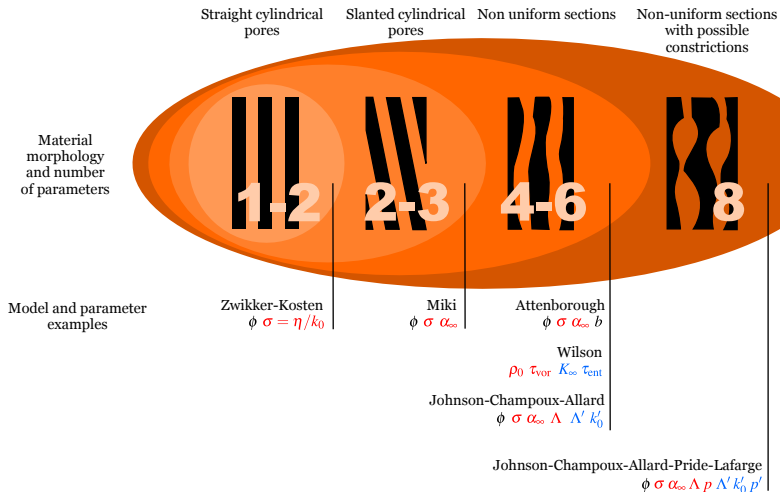 Straight cylindrical
pores
Slanted cylindrical
pores
Non uniform sections
Non-uniform sections
with possible
constrictions
Material
morphology
and number
of parameters
1-2
2-3
4-6
8
Model and parameter
examples
Zwikker-Kosten
ϕ σ = η/k₀
Miki
ϕ σ α∞
Attenborough
ϕ σ α∞ b
Wilson
ρ₀ τvor K∞ τent
Johnson-Champoux-Allard
ϕ σ α∞ Λ Λ′ k′₀
Johnson-Champoux-Allard-Pride-Lafarge
ϕ σ α∞ Λ p Λ′ k′₀ p′